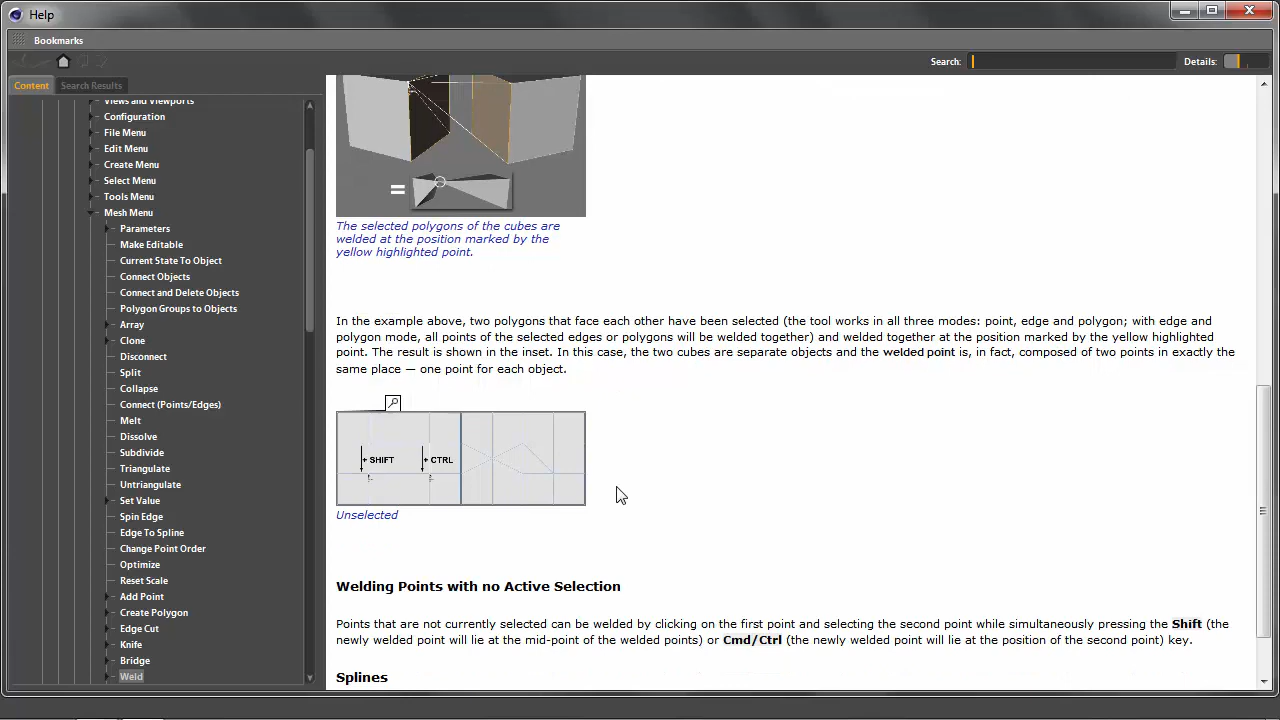 Help
Bookmarks
Search:
Details:
Content
Search Results
Views and Viewports
Configuration
File Menu
Edit Menu
Create Menu
Select Menu
Tools Menu
Mesh Menu
Parameters
Make Editable
Current State To Object
Connect Objects
Connect and Delete Objects
Polygon Groups to Objects
Array
Clone
Disconnect
Split
Collapse
Connect (Points/Edges)
Melt
Dissolve
Subdivide
Triangulate
Untriangulate
Set Value
Spin Edge
Edge To Spline
Change Point Order
Optimize
Reset Scale
Add Point
Create Polygon
Edge Cut
Knife
Bridge
Weld
=
The selected polygons of the cubes are
welded at the position marked by the
yellow highlighted point.
In the example above, two polygons that face each other have been selected (the tool works in all three modes: point, edge and polygon; with edge and
polygon mode, all points of the selected edges or polygons will be welded together) and welded together at the position marked by the yellow highlighted
point. The result is shown in the inset. In this case, the two cubes are separate objects and the welded point is, in fact, composed of two points in exactly the
same place — one point for each object.
+ SHIFT
+ CTRL
Unselected
Welding Points with no Active Selection
Points that are not currently selected can be welded by clicking on the first point and selecting the second point while simultaneously pressing the Shift (the
newly welded point will lie at the mid-point of the welded points) or Cmd/Ctrl (the newly welded point will lie at the position of the second point) key.
Splines